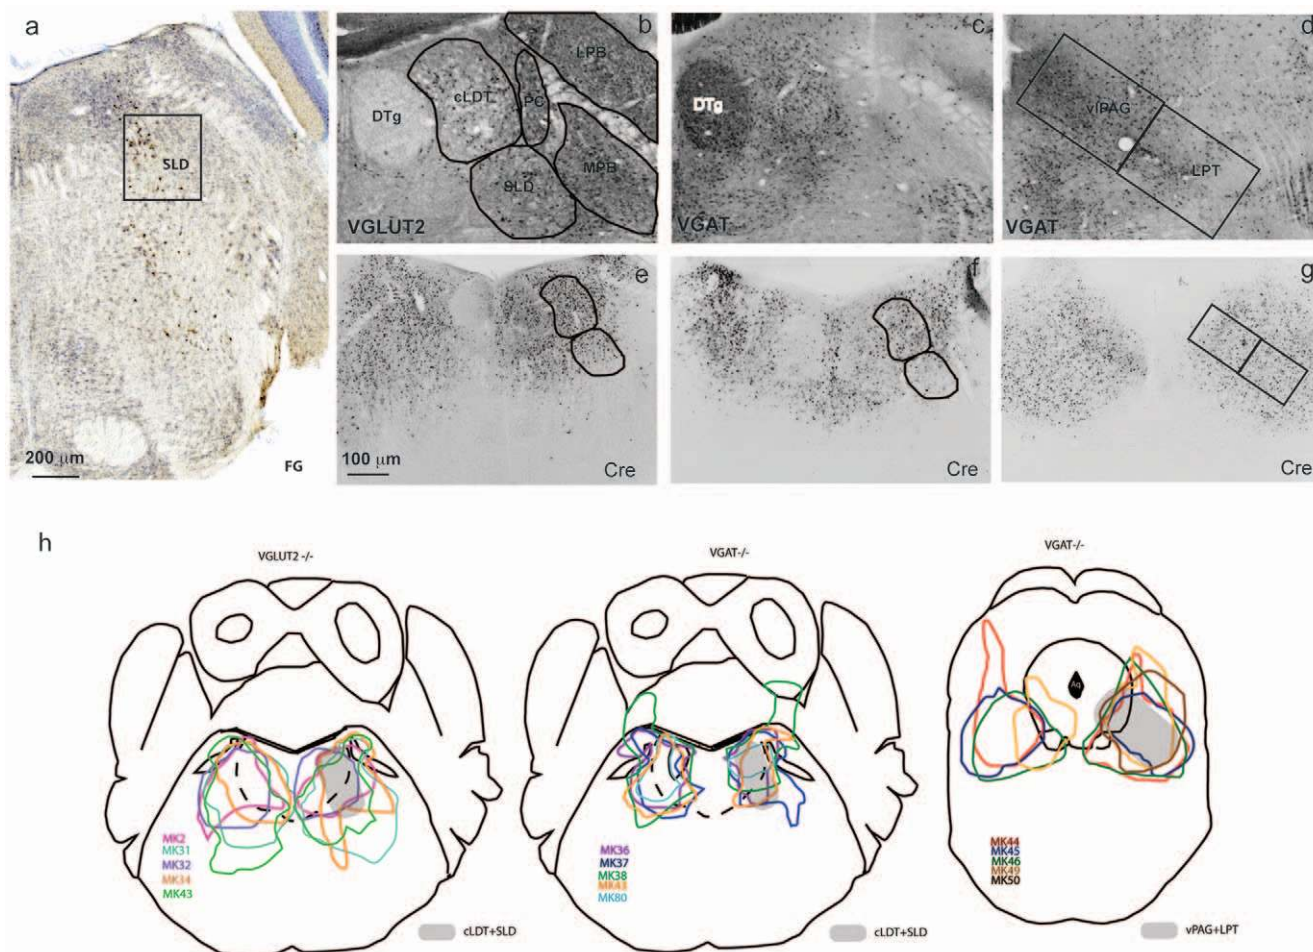 a
SLD
200 µm
FG
b
LPB
cLDT
PC
DTg
MPB
SLD
VGLUT2
c
DTg
VGAT
d
vlPAG
LPT
VGAT
e
100 µm
Cre
f
Cre
g
Cre
h
VGLUT2 -/-
MK2
MK31
MK32
MK34
MK43
cLDT+SLD
VGAT-/-
MK36
MK37
MK38
MK43
MK80
cLDT+SLD
VGAT-/-
Aq
MK44
MK45
MK46
MK49
MK50
vPAG+LPT